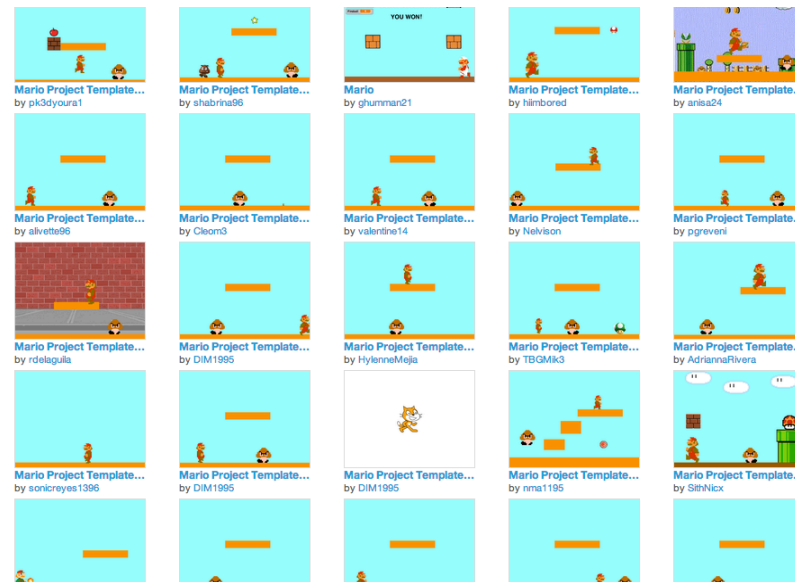 YOU WON!
Mario Project Template...
by pk3dyoura1
Mario Project Template...
by shabrina96
Mario
by ghumman21
Mario Project Template...
by hiimbored
Mario Project Template...
by anisa24
Mario Project Template...
by alivette96
Mario Project Template...
by Cleom3
Mario Project Template...
by valentine14
Mario Project Template...
by Nelvison
Mario Project Template...
by pgreveni
Mario Project Template...
by rdelaguila
Mario Project Template...
by DIM1995
Mario Project Template...
by HylenneMejia
Mario Project Template...
by TBGMik3
Mario Project Template...
by AdriannaRivera
Mario Project Template...
by sonicreyes1396
Mario Project Template...
by DIM1995
Mario Project Template...
by DIM1995
Mario Project Template...
by nma1195
Mario Project Template...
by SithNicx